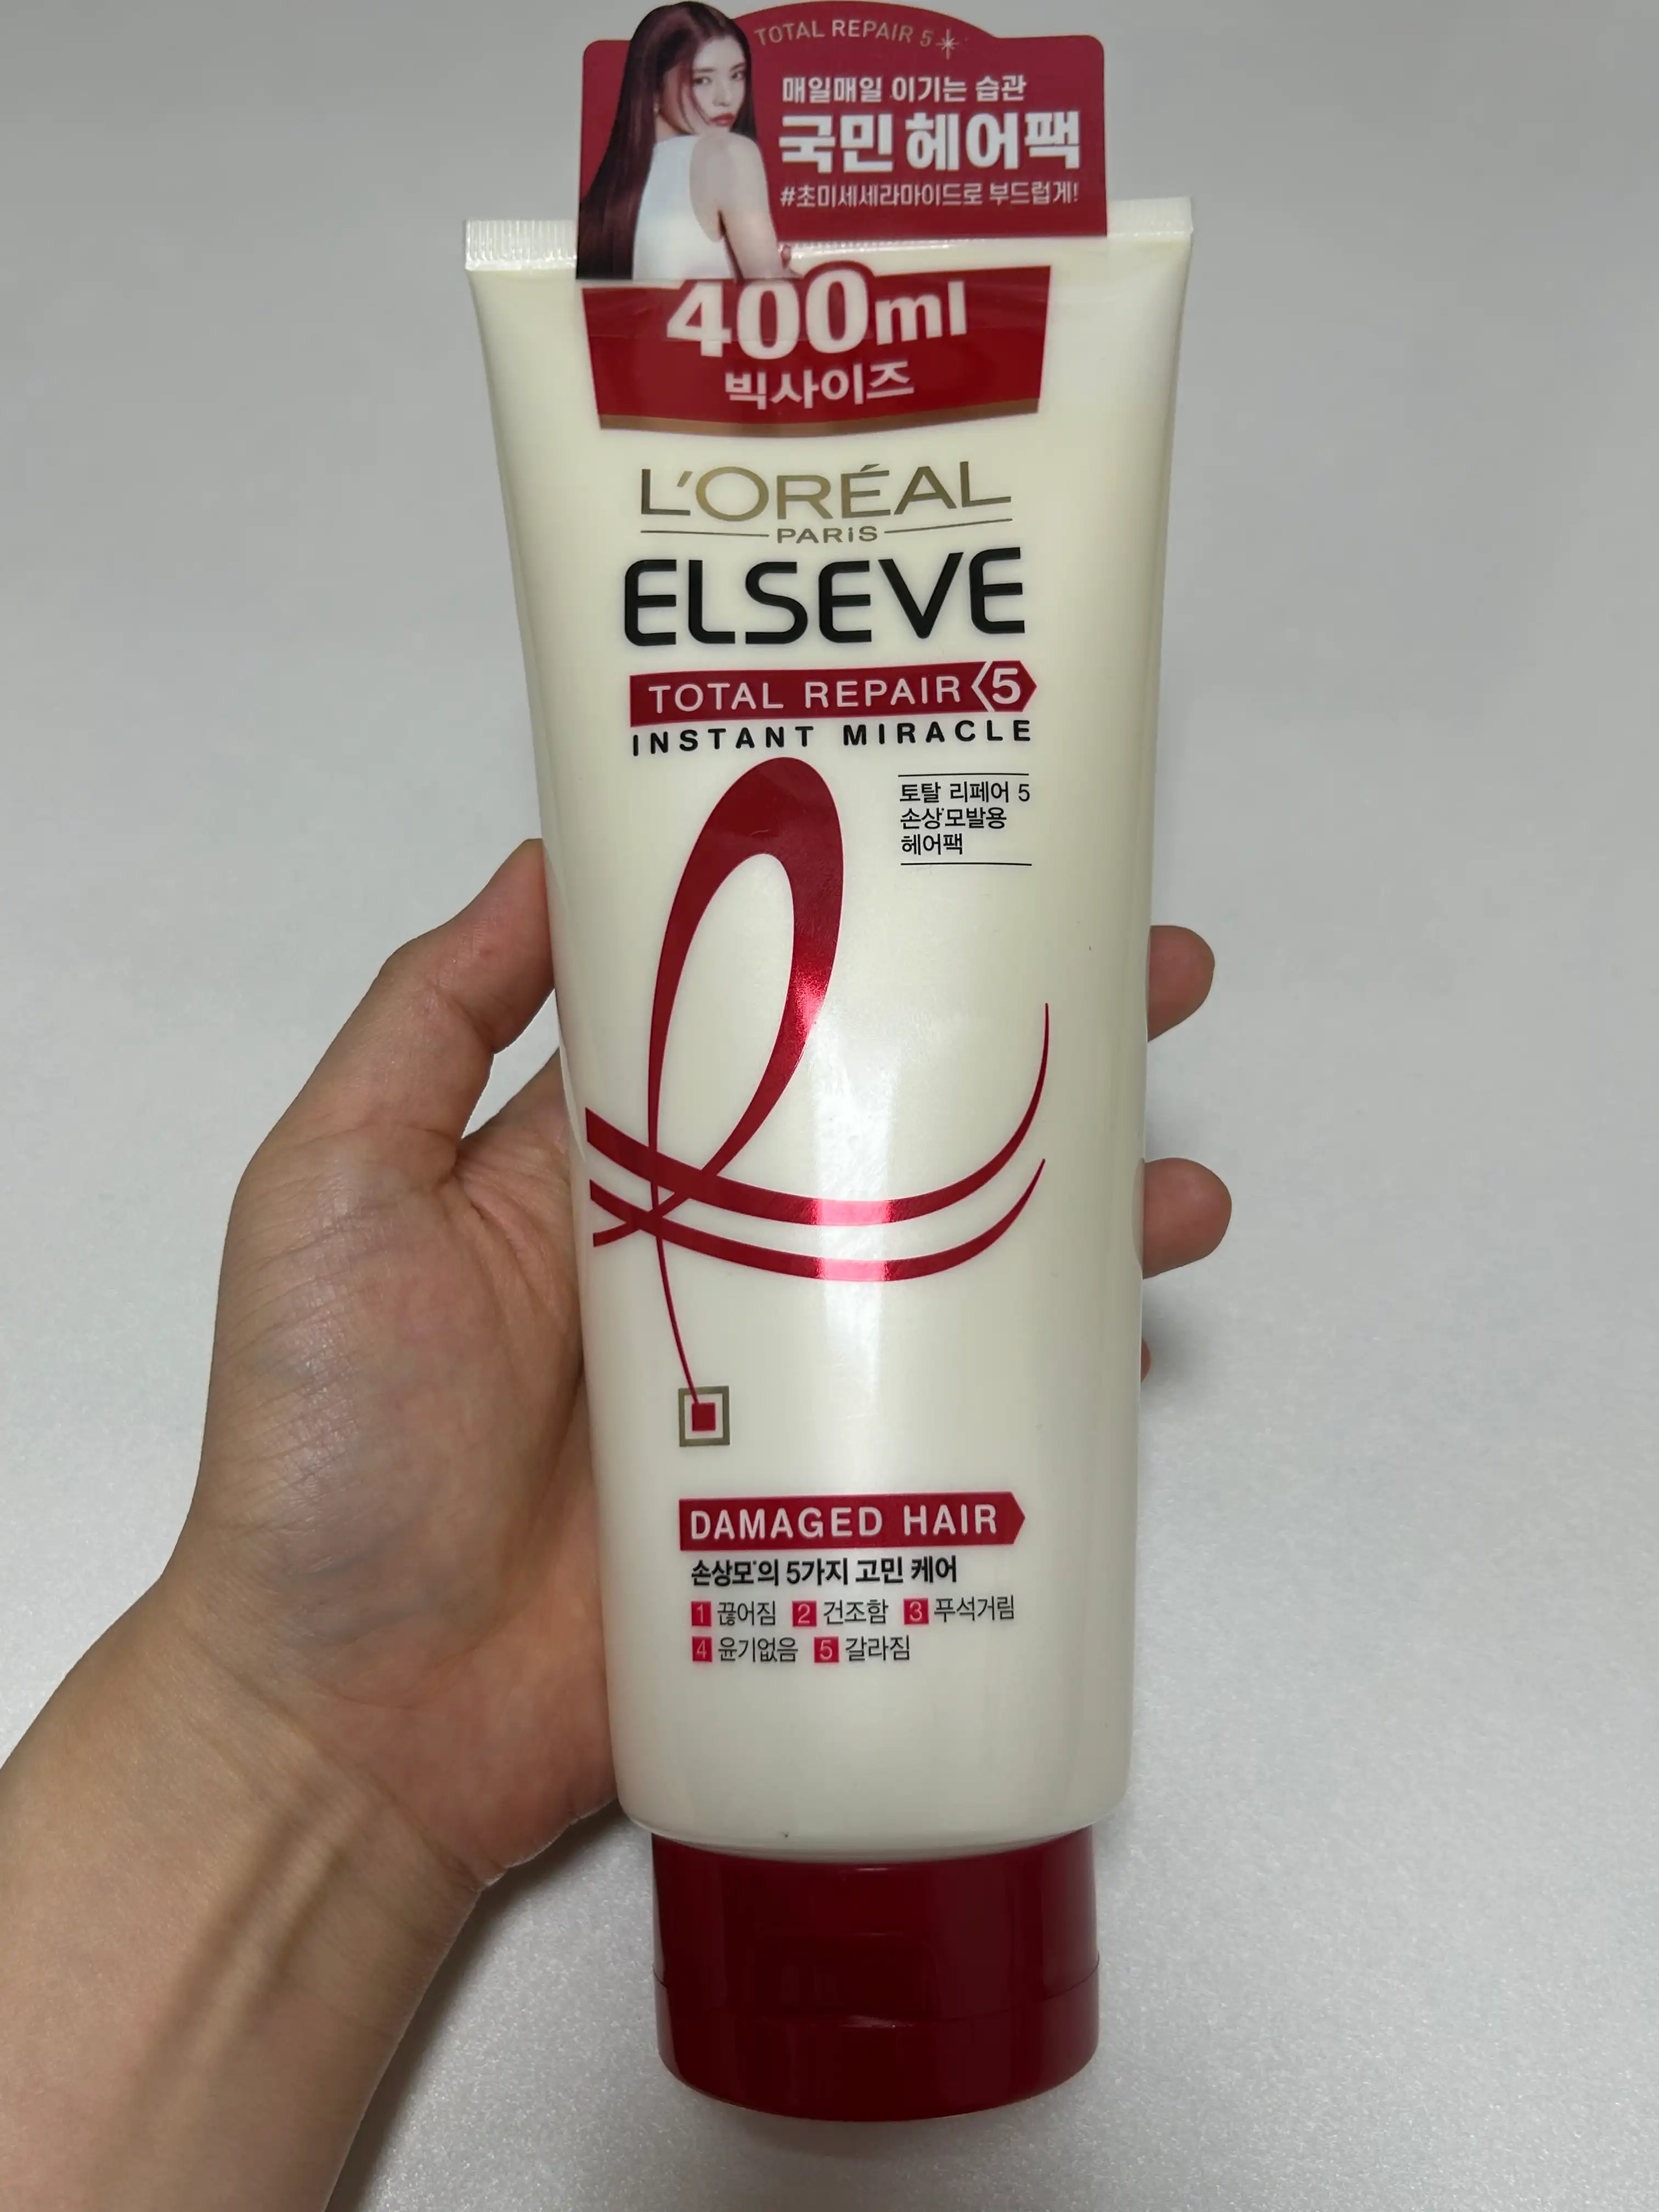 TOTAL REPAIR 5
매일매일 이기는 습관
국민 헤어팩
#초미세세라마이드로 부드럽게!
400ml
빅사이즈
L'ORÉAL
PARIS
ELSEVE
TOTAL REPAIR 5
INSTANT MIRACLE
토탈 리페어 5
손상*모발용
헤어팩
DAMAGED HAIR
손상모*의 5가지 고민 케어
1 끊어짐 2 건조함 3 푸석거림
4 윤기없음 5 갈라짐